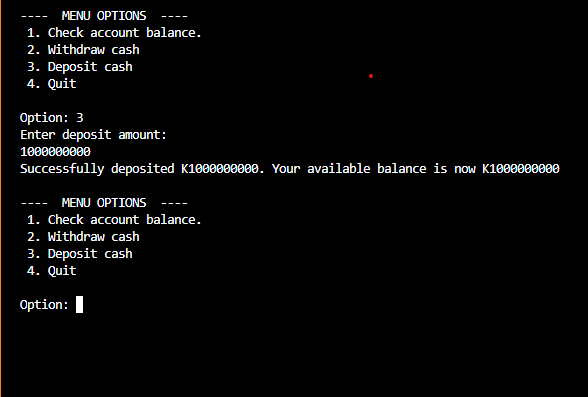 ---- MENU OPTIONS ----
1. Check account balance.
2. Withdraw cash
3. Deposit cash
4. Quit
Option: 3
Enter deposit amount:
1000000000
Successfully deposited K1000000000. Your available balance is now K1000000000
---- MENU OPTIONS ----
1. Check account balance.
2. Withdraw cash
3. Deposit cash
4. Quit
Option: